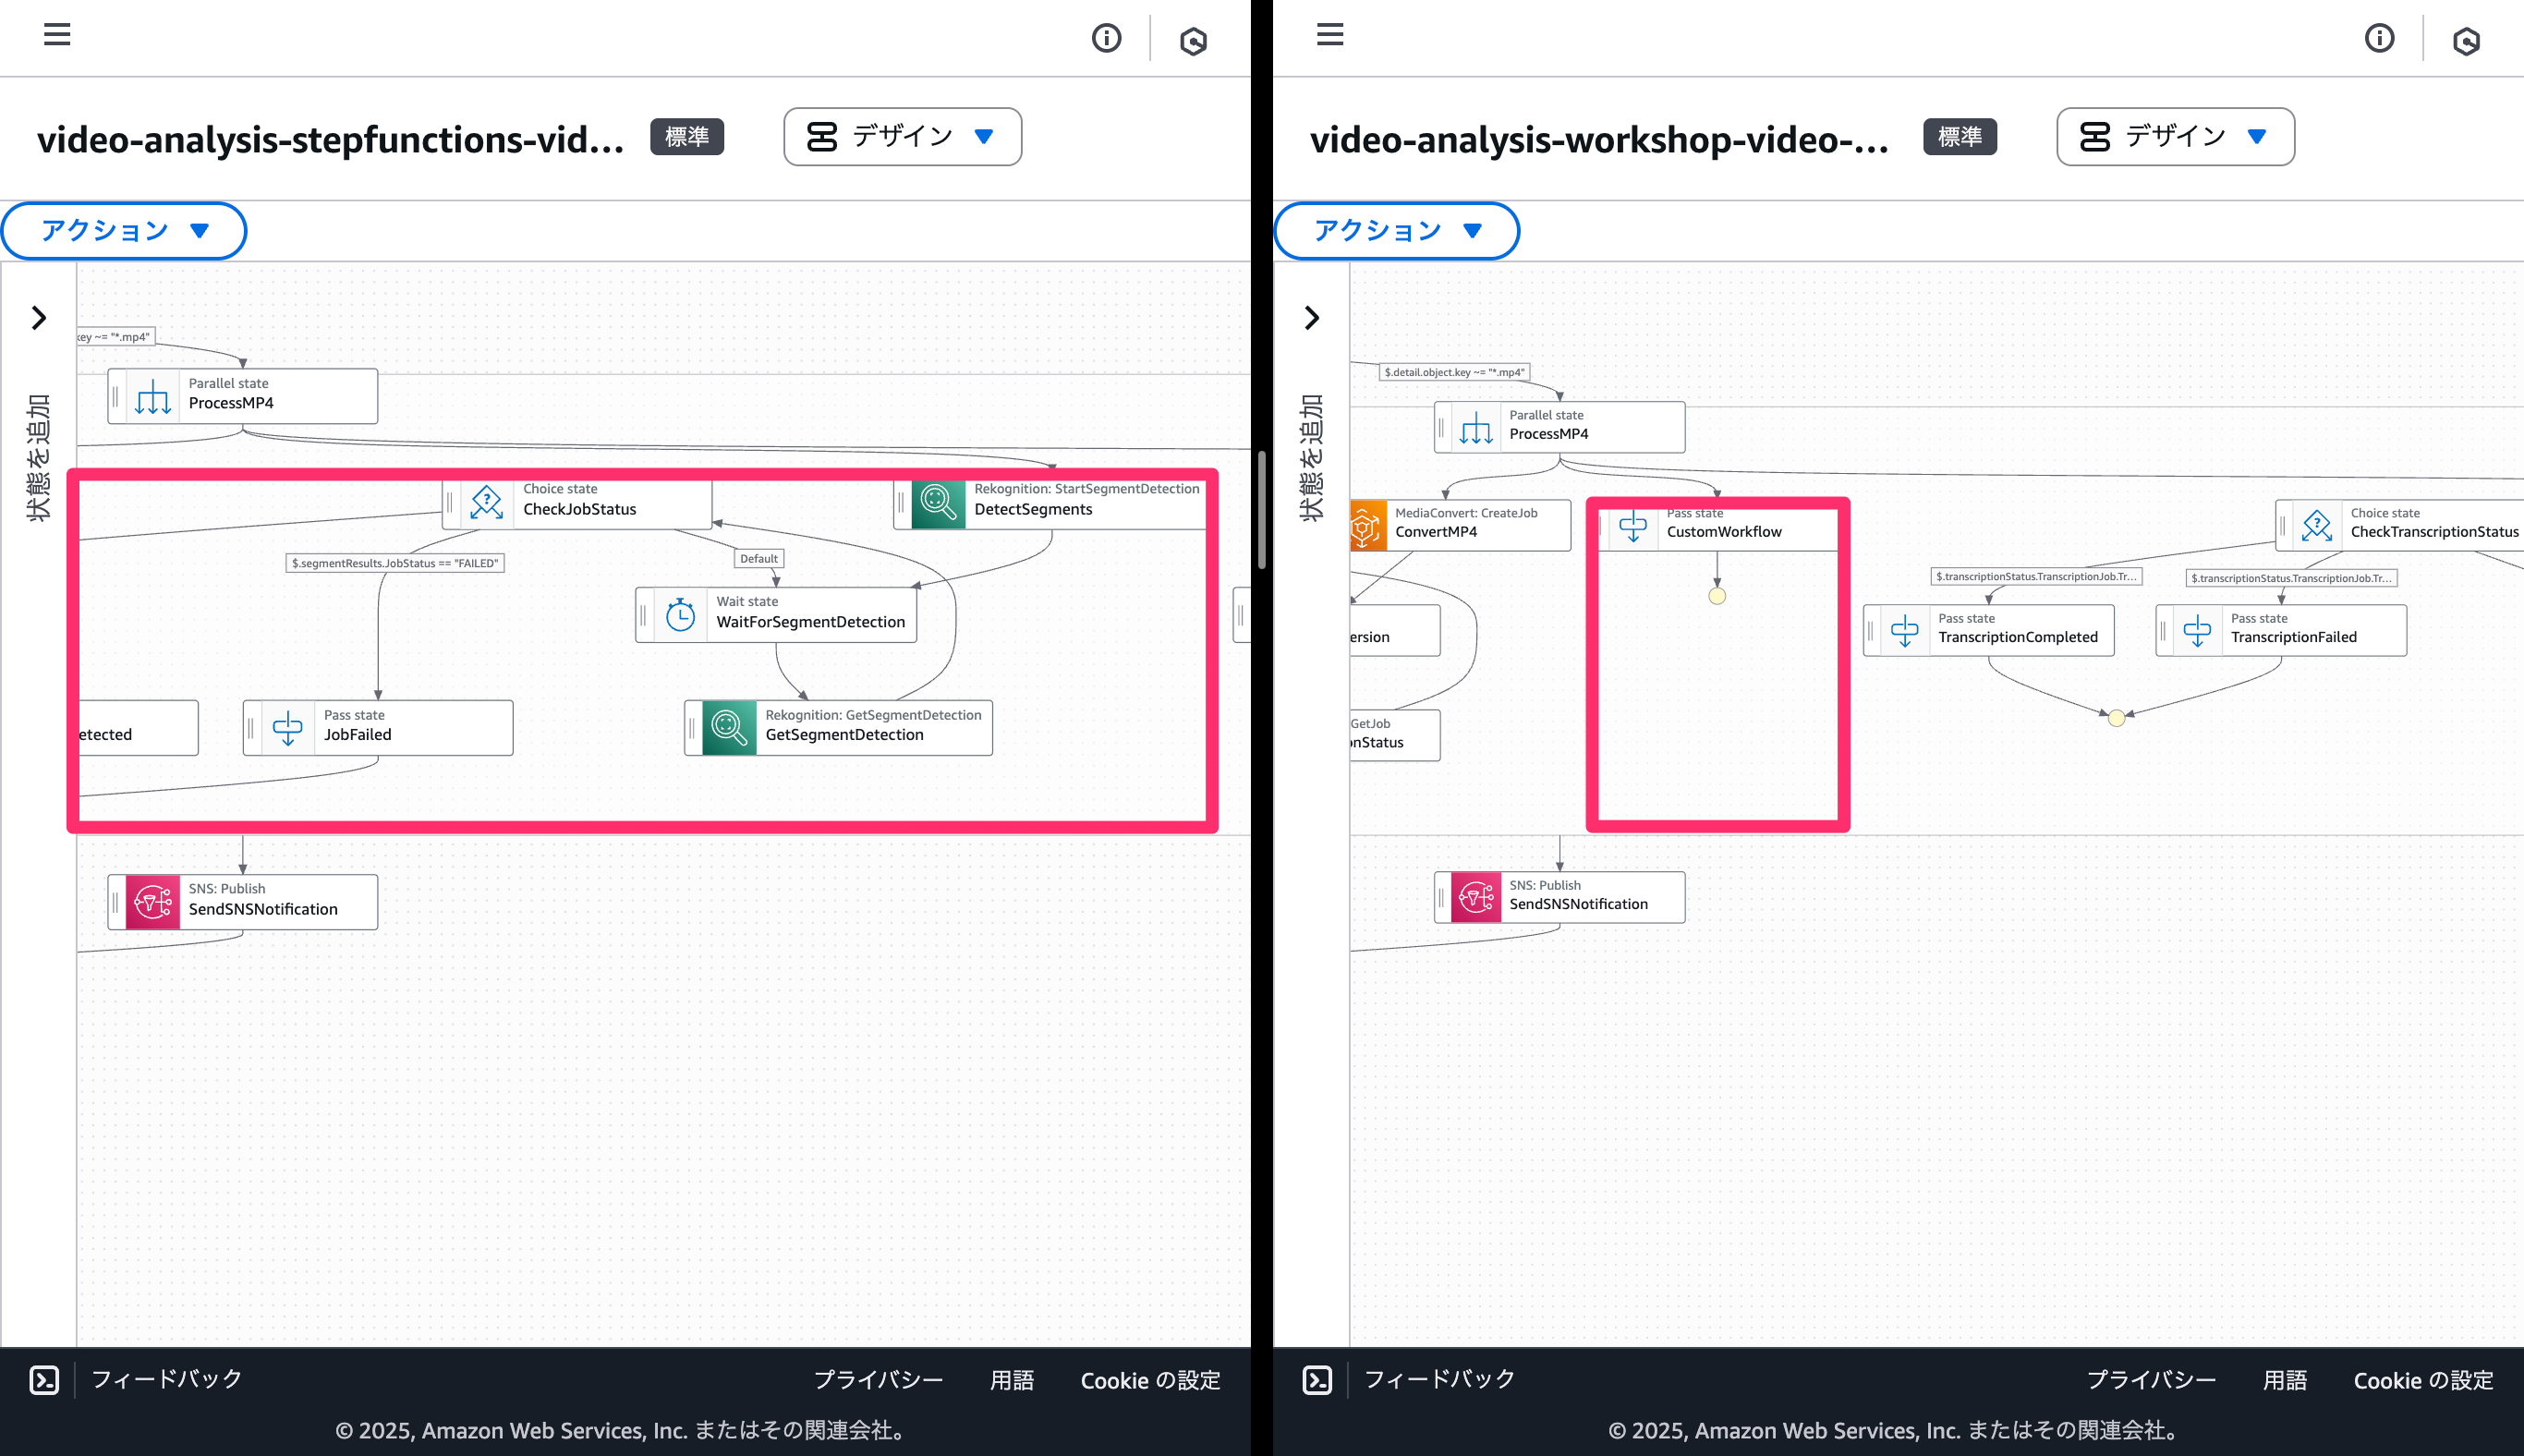 video-analysis-stepfunctions-vid...
標準
デザイン
アクション
状態を追加
key ~= "*.mp4"
Parallel state
ProcessMP4
Choice state
CheckJobStatus
Rekognition: StartSegmentDetection
DetectSegments
$.segmentResults.JobStatus == "FAILED"
Default
Wait state
WaitForSegmentDetection
etected
Pass state
JobFailed
Rekognition: GetSegmentDetection
GetSegmentDetection
SNS: Publish
SendSNSNotification
フィードバック
プライバシー
用語
Cookie の設定
© 2025, Amazon Web Services, Inc. またはその関連会社。
video-analysis-workshop-video-...
標準
デザイン
アクション
状態を追加
$.detail.object.key ~= "*.mp4"
Parallel state
ProcessMP4
MediaConvert: CreateJob
ConvertMP4
Pass state
CustomWorkflow
Choice state
CheckTranscriptionStatus
$.transcriptionStatus.TranscriptionJob.Tr...
$.transcriptionStatus.TranscriptionJob.Tr...
ersion
Pass state
TranscriptionCompleted
Pass state
TranscriptionFailed
GetJob
onStatus
SNS: Publish
SendSNSNotification
フィードバック
プライバシー
用語
Cookie の設定
© 2025, Amazon Web Services, Inc. またはその関連会社。